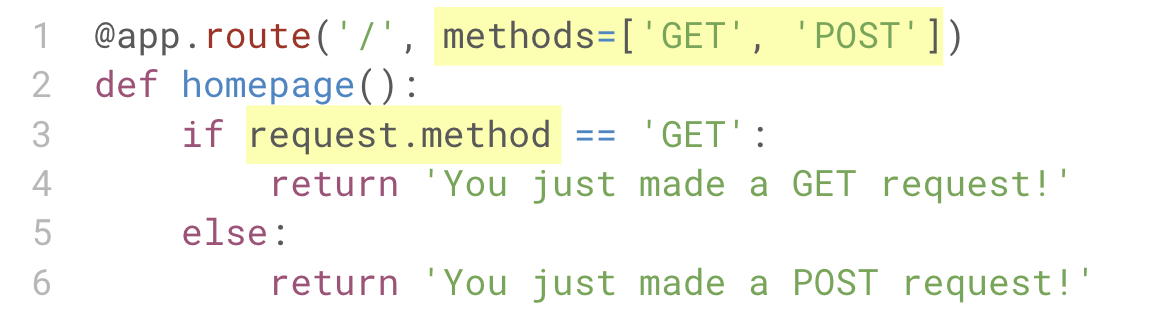 1 @app.route('/', methods=['GET', 'POST'])
2 def homepage():
3     if request.method == 'GET':
4         return 'You just made a GET request!'
5     else:
6         return 'You just made a POST request!'